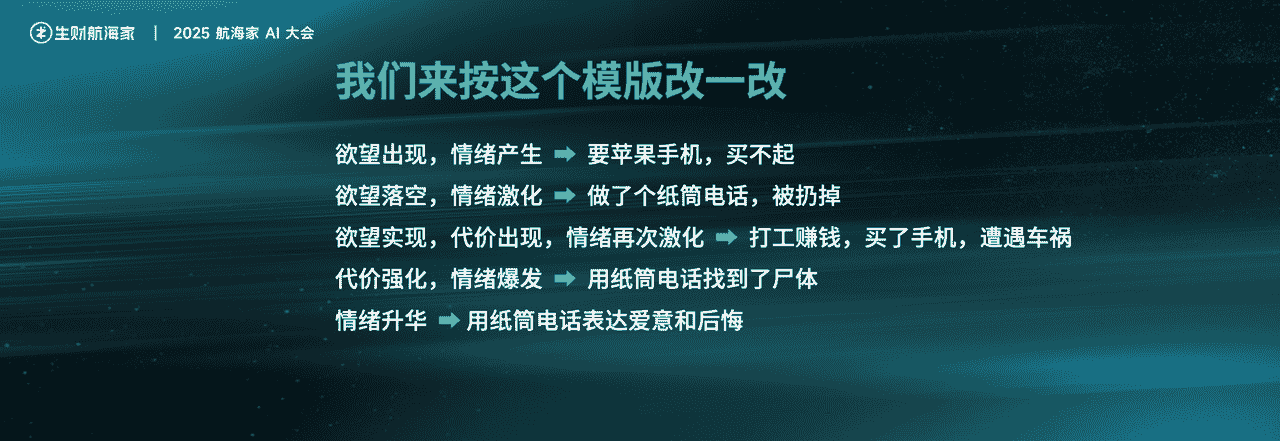 生财航海家 | 2025 航海家 AI 大会
我们来按这个模版改一改
欲望出现，情绪产生 ➡ 要苹果手机，买不起
欲望落空，情绪激化 ➡ 做了个纸筒电话，被扔掉
欲望实现，代价出现，情绪再次激化 ➡ 打工赚钱，买了手机，遭遇车祸
代价强化，情绪爆发 ➡ 用纸筒电话找到了尸体
情绪升华 ➡ 用纸筒电话表达爱意和后悔